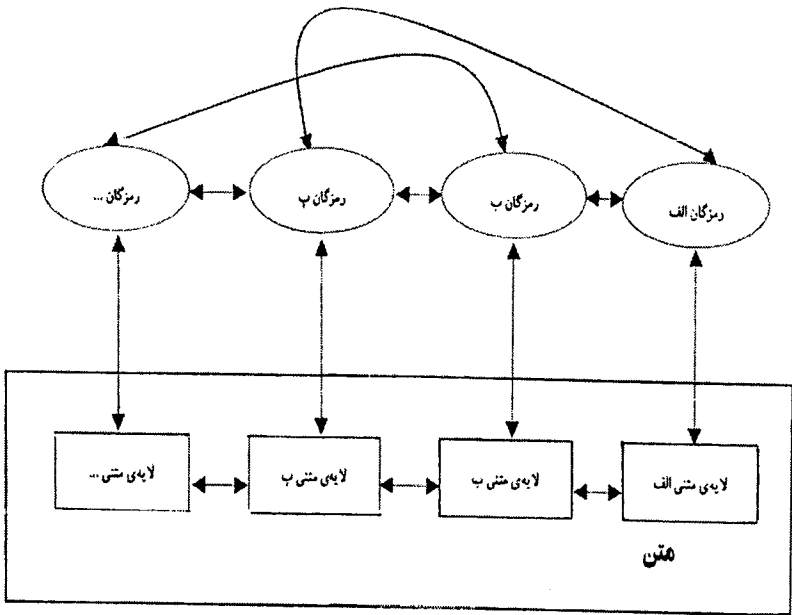 رمزگان الف
رمزگان ب
رمزگان پ
رمزگان ...
لایه‌ی متنی الف
لایه‌ی متنی ب
لایه‌ی متنی پ
لایه‌ی متنی ...
متن